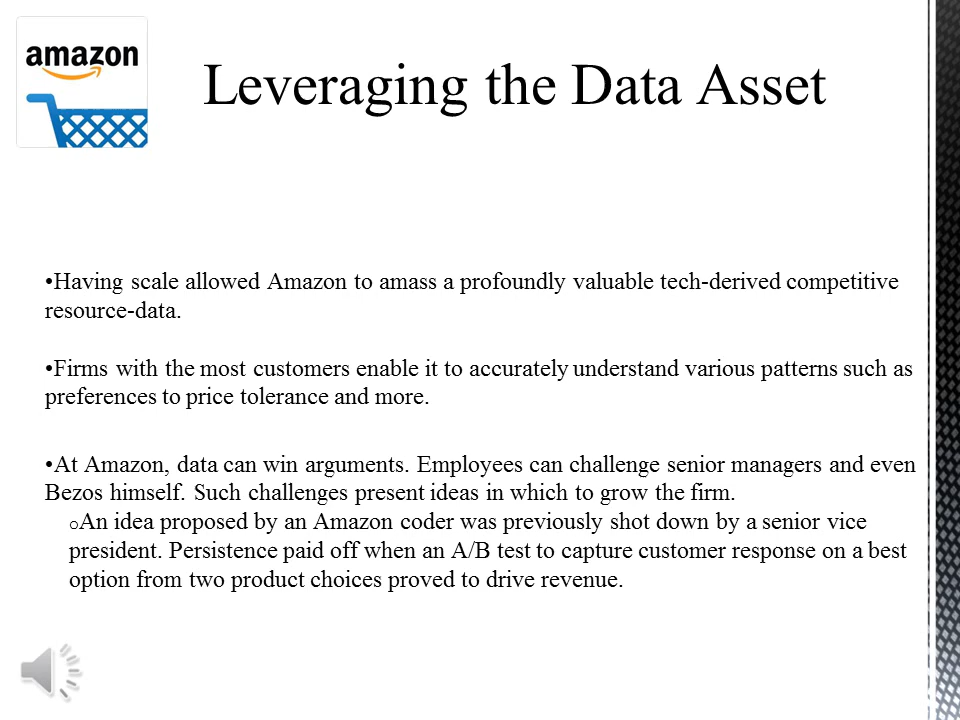 amazon
Leveraging the Data Asset
•Having scale allowed Amazon to amass a profoundly valuable tech-derived competitive
resource-data.
•Firms with the most customers enable it to accurately understand various patterns such as
preferences to price tolerance and more.
•At Amazon, data can win arguments. Employees can challenge senior managers and even
Bezos himself. Such challenges present ideas in which to grow the firm.
oAn idea proposed by an Amazon coder was previously shot down by a senior vice
president. Persistence paid off when an A/B test to capture customer response on a best
option from two product choices proved to drive revenue.